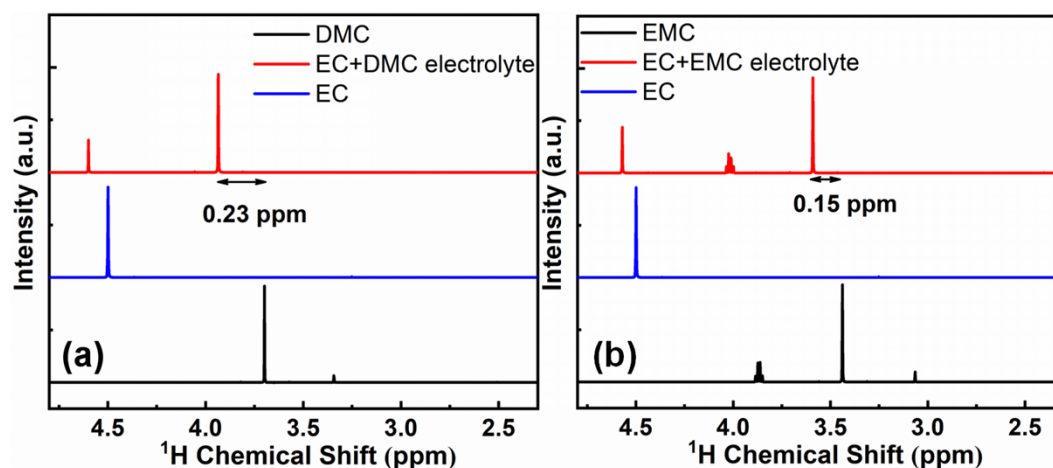 DMC
EC+DMC electrolyte
EC
0.23 ppm
(a)
Intensity (a.u.)
4.5 4.0 3.5 3.0 2.5
¹H Chemical Shift (ppm)
EMC
EC+EMC electrolyte
EC
0.15 ppm
(b)
Intensity (a.u.)
4.5 4.0 3.5 3.0 2.5
¹H Chemical Shift (ppm)